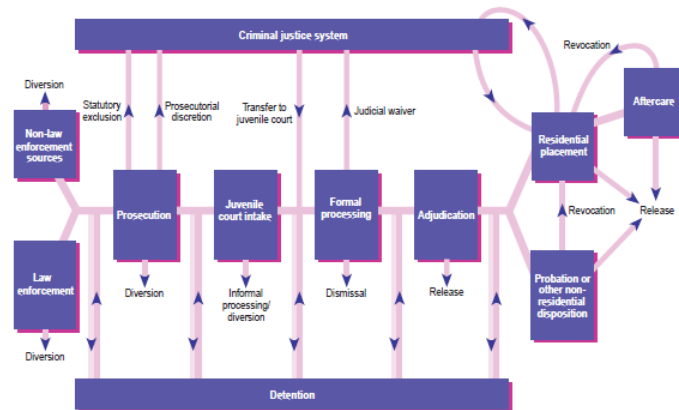 Criminal justice system
Revocation
Diversion
Statutory
exclusion
Prosecutorial
discretion
Transfer to
juvenile court
Judicial waiver
Aftercare
Non-law
enforcement
sources
Residential
placement
Prosecution
Juvenile
court intake
Formal
processing
Adjudication
Revocation
Release
Law
enforcement
Diversion
Informal
processing/
diversion
Dismissal
Release
Probation or
other non-
residential
disposition
Diversion
Detention